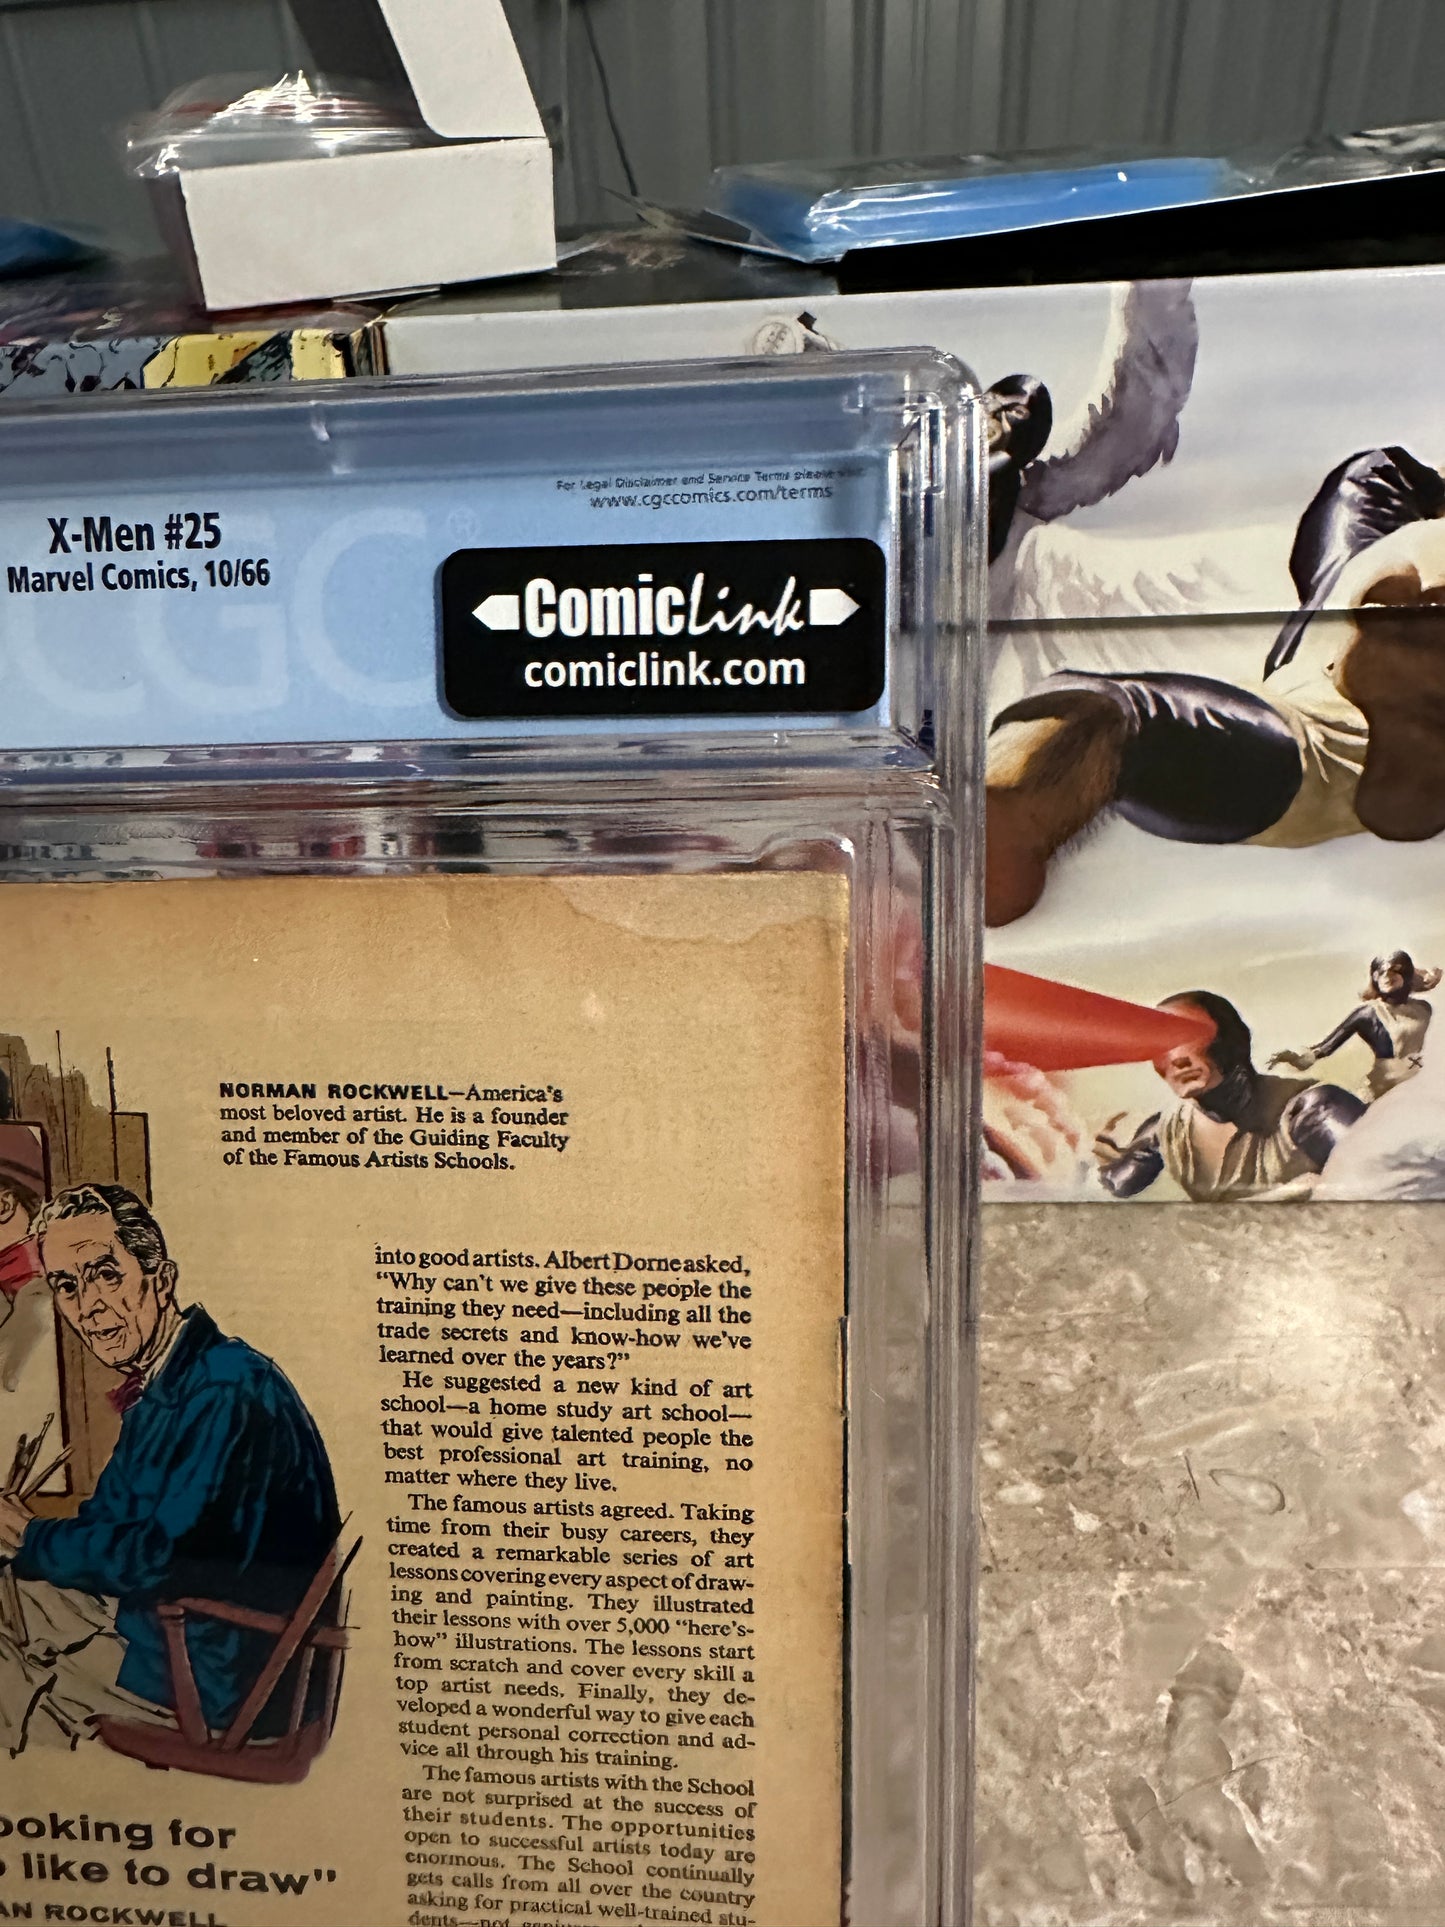 For Legal Disclaimer and Service Terms please visit
www.cgccomics.com/terms
X-Men #25
Marvel Comics, 10/66
CGC
ComicLink
comiclink.com
NORMAN ROCKWELL—America's
most beloved artist. He is a founder
and member of the Guiding Faculty
of the Famous Artists Schools.
into good artists. Albert Dorne asked,
“Why can't we give these people the
training they need—including all the
trade secrets and know-how we've
learned over the years?”
He suggested a new kind of art
school—a home study art school—
that would give talented people the
best professional art training, no
matter where they live.
The famous artists agreed. Taking
time from their busy careers, they
created a remarkable series of art
lessons covering every aspect of draw-
ing and painting. They illustrated
their lessons with over 5,000 “here's-
how” illustrations. The lessons start
from scratch and cover every skill a
top artist needs. Finally, they de-
veloped a wonderful way to give each
student personal correction and ad-
vice all through his training.
The famous artists with the School
are not surprised at the success of
their students. The opportunities
open to successful artists today are
enormous. The School continually
gets calls from all over the country
asking for practical well-trained stu-
dents—not
ooking for
like to draw”
AN ROCKWELL